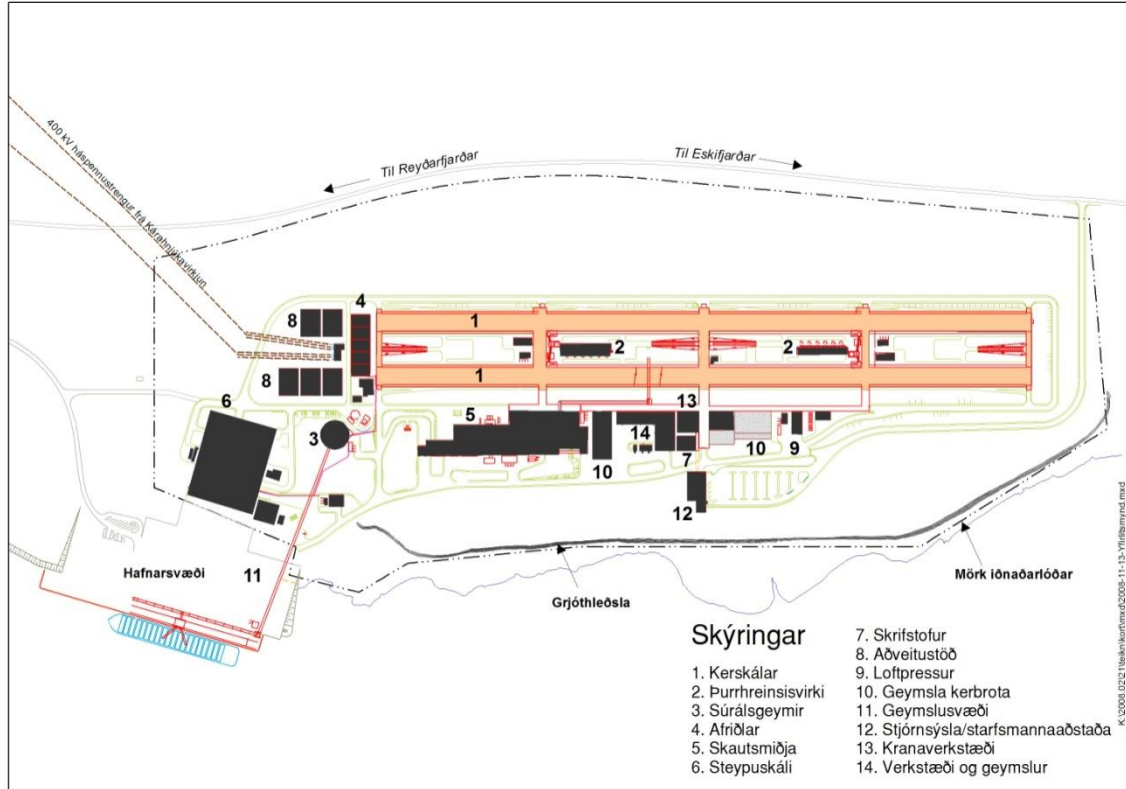 400 kV háspennustrengur frá Kárahnjúkavirkjun
Til Reyðarfjarðar
Til Eskifjarðar
4
8
1
2
2
8
1
6
5
13
3
14
10
9
10
7
12
11
Hafnarsvæði
Grjóthleðsla
Mörk iðnaðarlóðar
Skýringar
1. Kerskálar
2. Þurrhreinsisvirki
3. Súrálsgeymir
4. Afriðlar
5. Skautsmiðja
6. Steypuskáli
7. Skrifstofur
8. Aðveitustöð
9. Loftpressur
10. Geymsla kerbrota
11. Geymslusvæði
12. Stjórnsýsla/starfsmannaaðstaða
13. Kranaverkstæði
14. Verkstæði og geymslur